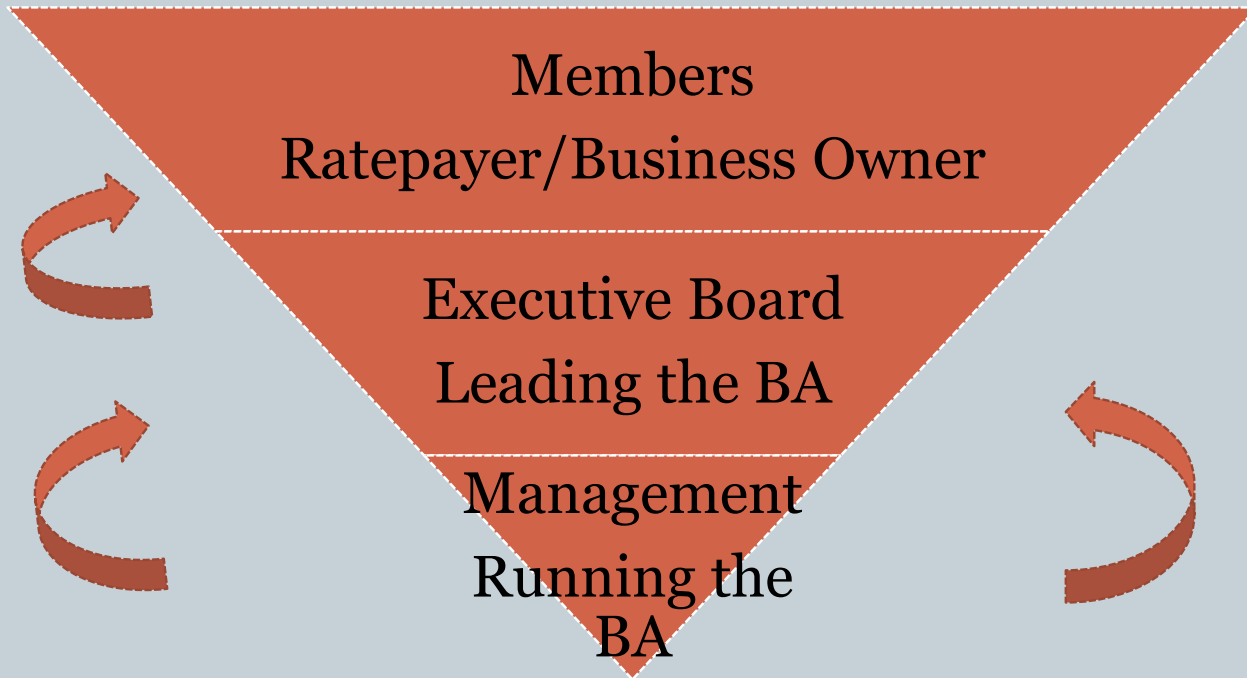 Members
Ratepayer/Business Owner
Executive Board
Leading the BA
Management
Running the
BA